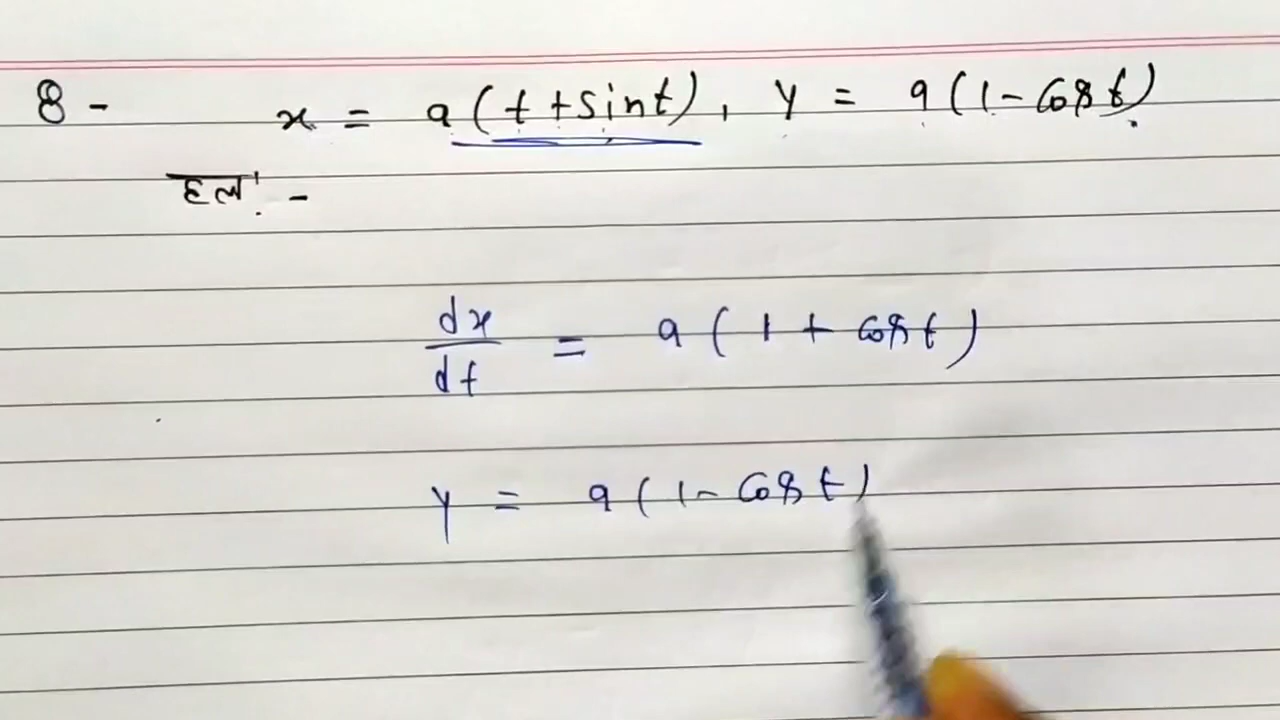 8 - x = a(t+sint), y = a(1-cost)
हल:-
dx/dt = a(1+cost)
y = a(1-cost)